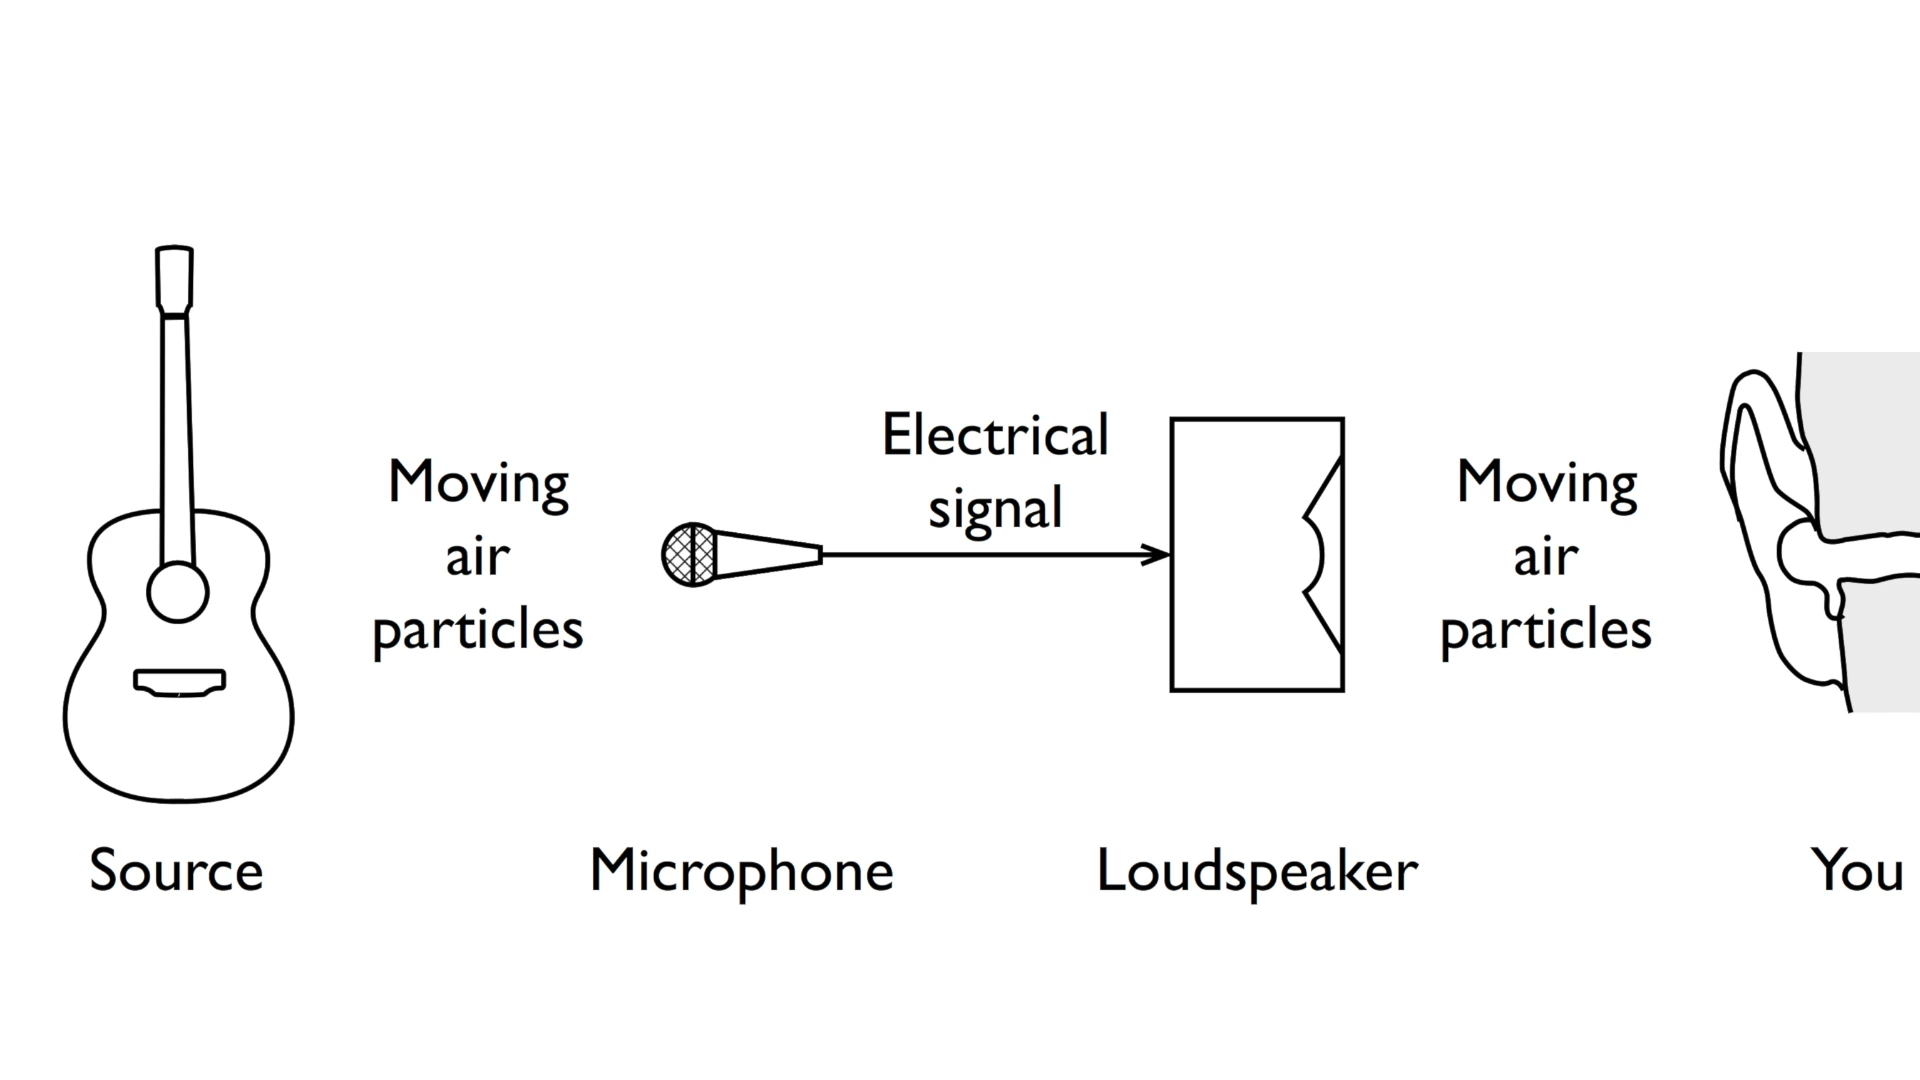 Moving
air
particles
Electrical
signal
Moving
air
particles
Source
Microphone
Loudspeaker
You